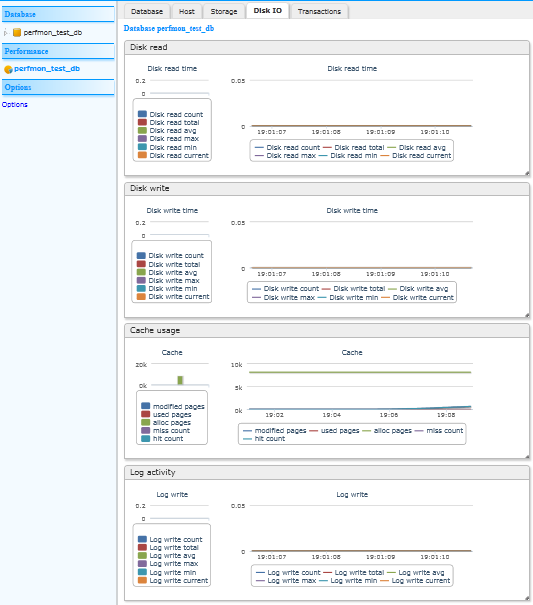 Database
perfmon_test_db
Performance
perfmon_test_db
Options
Options
Database Host Storage Disk IO Transactions
Database perfmon_test_db
Disk read
Disk read time Disk read time
0.2 0.05
0 0
19:01:07 19:01:08 19:01:09 19:01:10
Disk read count
Disk read total
Disk read avg
Disk read max
Disk read min
Disk read current
Disk read count Disk read total Disk read avg
Disk read max Disk read min Disk read current
Disk write
Disk write time Disk write time
0.2 0.05
0 0
19:01:07 19:01:08 19:01:09 19:01:10
Disk write count
Disk write total
Disk write avg
Disk write max
Disk write min
Disk write current
Disk write count Disk write total Disk write avg
Disk write max Disk write min Disk write current
Cache usage
Cache Cache
20k 10k
5k
0k 0k
19:02 19:04 19:06 19:08
modified pages
used pages
alloc pages
miss count
hit count
modified pages used pages alloc pages miss count
hit count
Log activity
Log write Log write
0.2 0.05
0 0
19:01:07 19:01:08 19:01:09 19:01:10
Log write count
Log write total
Log write avg
Log write max
Log write min
Log write current
Log write count Log write total Log write avg
Log write max Log write min Log write current